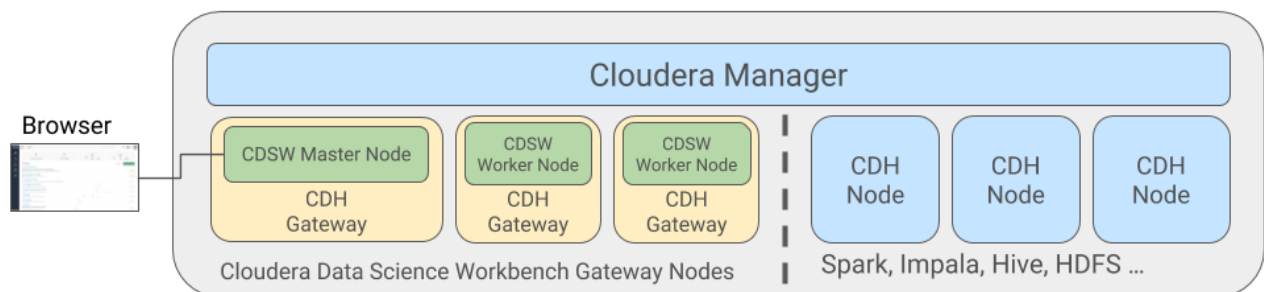 Cloudera Manager
Browser
CDSW Master Node
CDH
Gateway
CDSW
Worker Node
CDH
Gateway
CDSW
Worker Node
CDH
Gateway
CDH
Node
CDH
Node
CDH
Node
Cloudera Data Science Workbench Gateway Nodes
Spark, Impala, Hive, HDFS ...